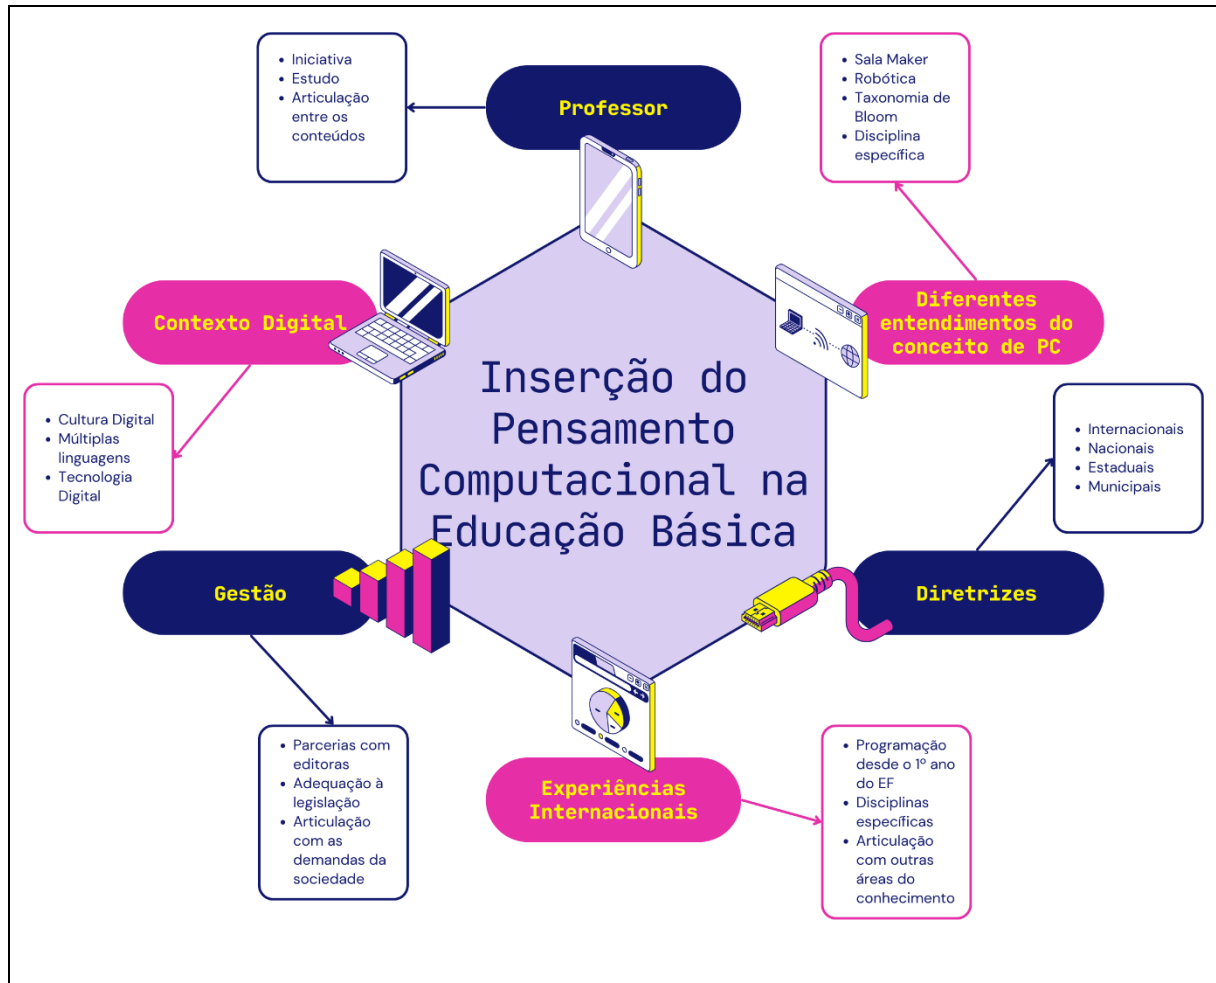 • Iniciativa
• Estudo
• Articulação
entre os
conteúdos
Professor
• Sala Maker
• Robótica
• Taxonomia de
Bloom
• Disciplina
específica
Contexto Digital
Diferentes
entendimentos do
conceito de PC
Inserção do
Pensamento
Computacional na
Educação Básica
• Cultura Digital
• Múltiplas
linguagens
• Tecnologia
Digital
• Internacionais
• Nacionais
• Estaduais
• Municipais
Gestão
Diretrizes
• Parcerias com
editoras
• Adequação à
legislação
• Articulação
com as
demandas da
sociedade
Experiências
Internacionais
• Programação
desde o 1º ano
do EF
• Disciplinas
específicas
• Articulação
com outras
áreas do
conhecimento